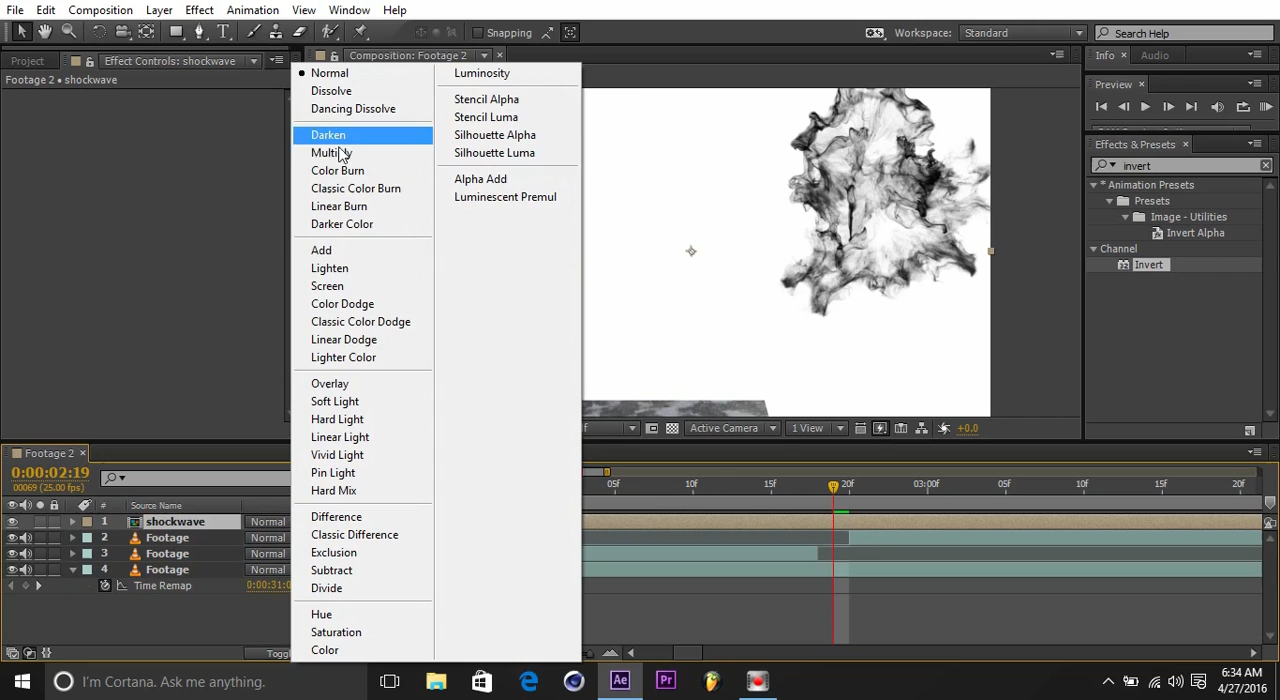 File Edit Composition Layer Effect Animation View Window Help
Snapping Workspace: Standard Search Help
Project Effect Controls: shockwave Composition: Footage 2 Info Audio
Footage 2 • shockwave
Normal
Dissolve
Dancing Dissolve
Darken
Multiply
Color Burn
Classic Color Burn
Linear Burn
Darker Color
Add
Lighten
Screen
Color Dodge
Classic Color Dodge
Linear Dodge
Lighter Color
Overlay
Soft Light
Hard Light
Linear Light
Vivid Light
Pin Light
Hard Mix
Difference
Classic Difference
Exclusion
Subtract
Divide
Hue
Saturation
Color
Luminosity
Stencil Alpha
Stencil Luma
Silhouette Alpha
Silhouette Luma
Alpha Add
Luminescent Premul
Preview
Effects & Presets
invert
* Animation Presets
Presets
Image - Utilities
Invert Alpha
Channel
Invert
Active Camera 1 View +0.0
Footage 2
0:00:02:19
00069 (25.00 fps)
05f 10f 15f 20f 03:00f 05f 10f 15f 20f
# Source Name
1 shockwave Normal
2 Footage Normal
3 Footage Normal
4 Footage Normal
Time Remap
I'm Cortana. Ask me anything.
Ae
Pr
6:34 AM
4/27/2016